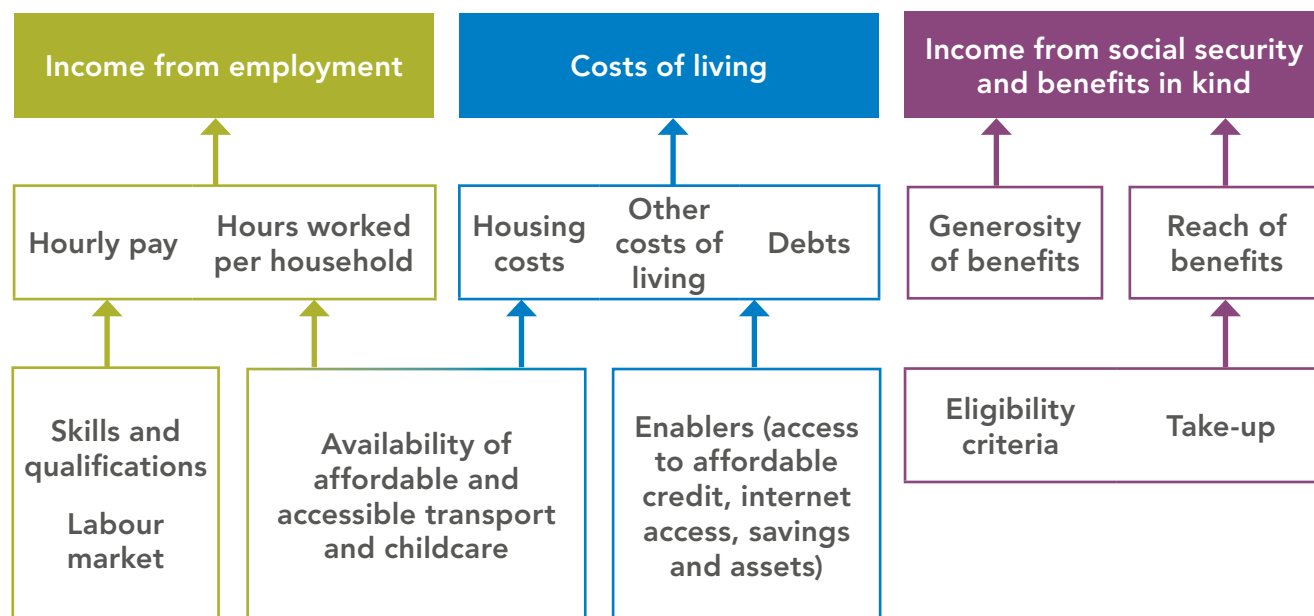 Income from employment
Costs of living
Income from social security
and benefits in kind
Hourly pay
Hours worked
per household
Housing
costs
Other
costs of
living
Debts
Generosity
of benefits
Reach of
benefits
Skills and
qualifications
Labour
market
Availability of
affordable and
accessible transport
and childcare
Enablers (access
to affordable
credit, internet
access, savings
and assets)
Eligibility
criteria
Take-up